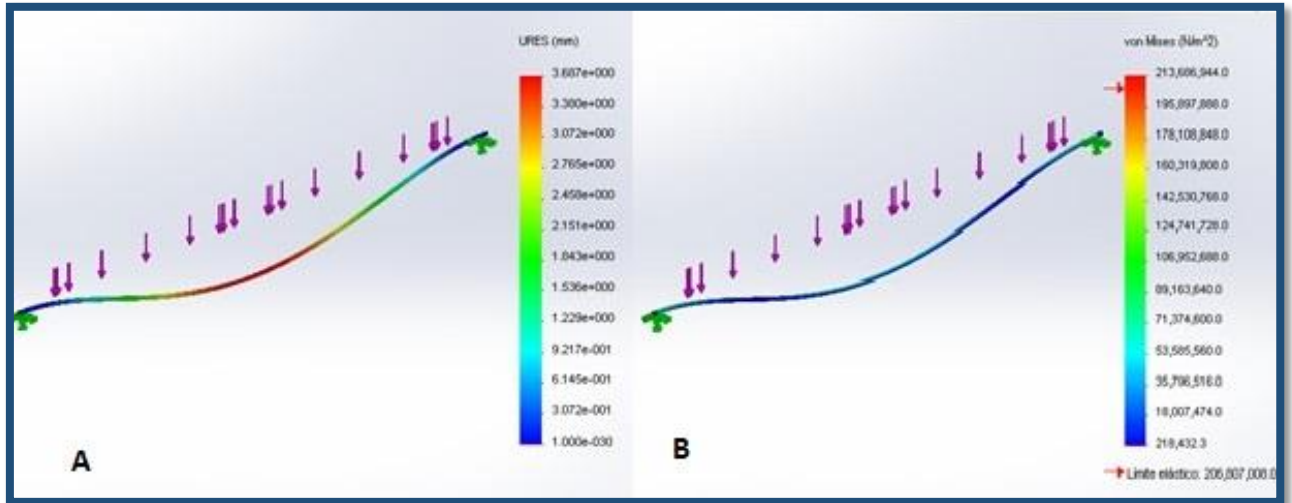 URES (mm)
3.687e+000
3.380e+000
3.072e+000
2.765e+000
2.458e+000
2.151e+000
1.843e+000
1.536e+000
1.229e+000
9.217e-001
6.145e-001
3.072e-001
1.000e-030
A
von Mises (N/m^2)
213,686,944.0
195,897,888.0
178,108,848.0
160,319,808.0
142,530,768.0
124,741,728.0
106,952,688.0
89,163,640.0
71,374,600.0
53,585,560.0
35,796,516.0
18,007,474.0
218,432.3
B
Límite elástico: 206,807,008.0